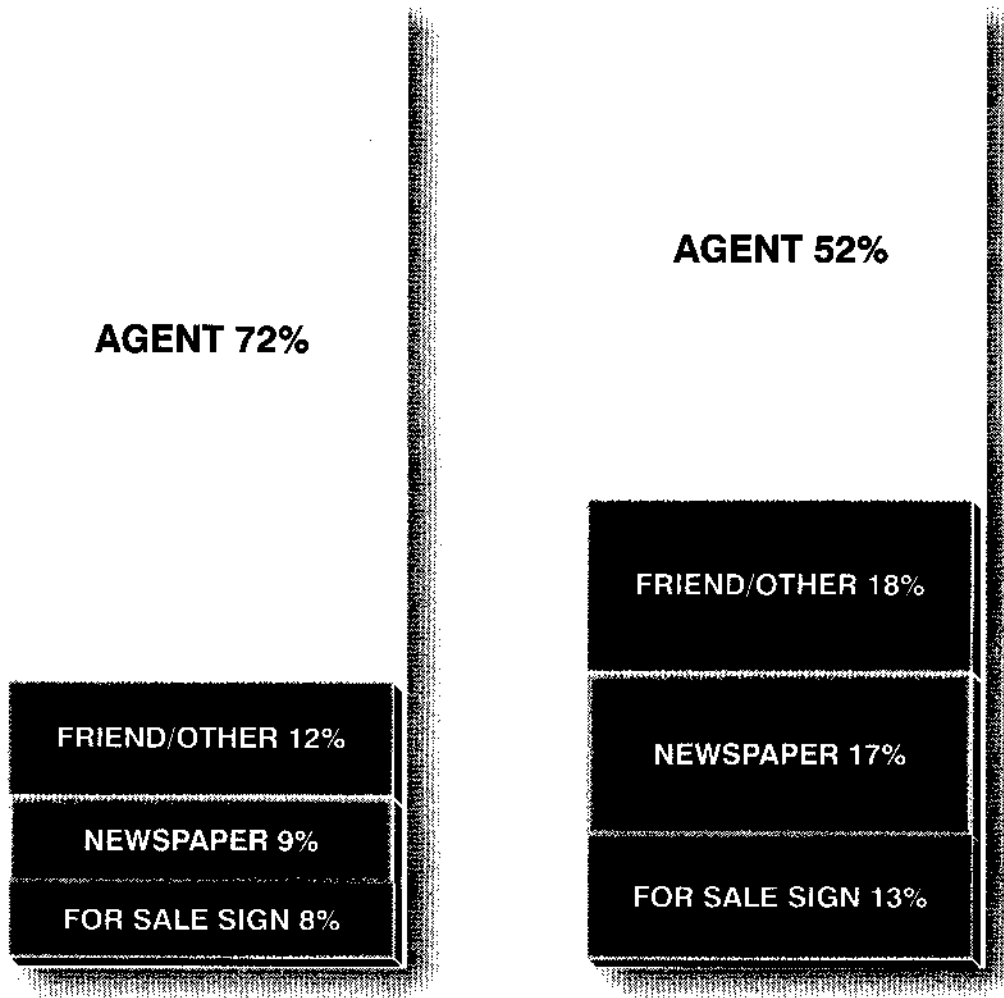 AGENT 72%
FRIEND/OTHER 12%
NEWSPAPER 9%
FOR SALE SIGN 8%
AGENT 52%
FRIEND/OTHER 18%
NEWSPAPER 17%
FOR SALE SIGN 13%